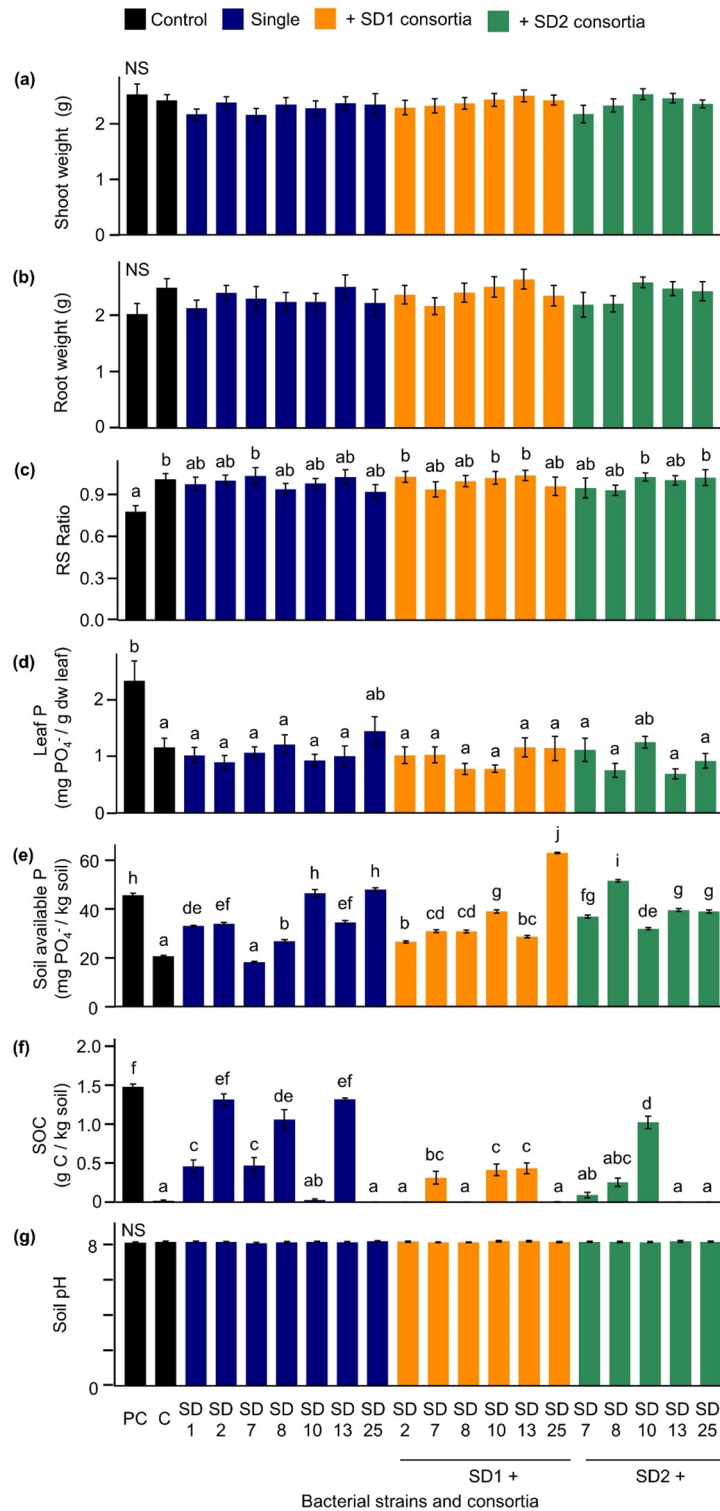 Control Single + SD1 consortia + SD2 consortia
(a)
NS
Shoot weight (g)
2
1
0
(b)
NS
Root weight (g)
2
1
0
(c)
a b ab ab b ab ab ab ab b ab ab b b ab ab ab b ab b
RS Ratio
0.9
0.6
0.3
0.0
(d)
b a a a a a a a ab a a a a a a a a ab a a
Leaf P
(mg PO₄⁻/ g dw leaf)
2
1
0
(e)
h a de ef a b h ef h b cd cd g bc j fg i de g g
Soil available P
(mg PO₄⁻/ kg soil)
60
40
20
0
(f)
f a c ef c de ab ef a a bc a c c a ab abc d a a
SOC
(g C / kg soil)
2.0
1.5
1.0
0.5
0
(g)
NS
Soil pH
8
0
PC C SD 1 SD 2 SD 7 SD 8 SD 10 SD 13 SD 25 SD 2 SD 7 SD 8 SD 10 SD 13 SD 25 SD 7 SD 8 SD 10 SD 13 SD 25
SD1 + SD2 +
Bacterial strains and consortia